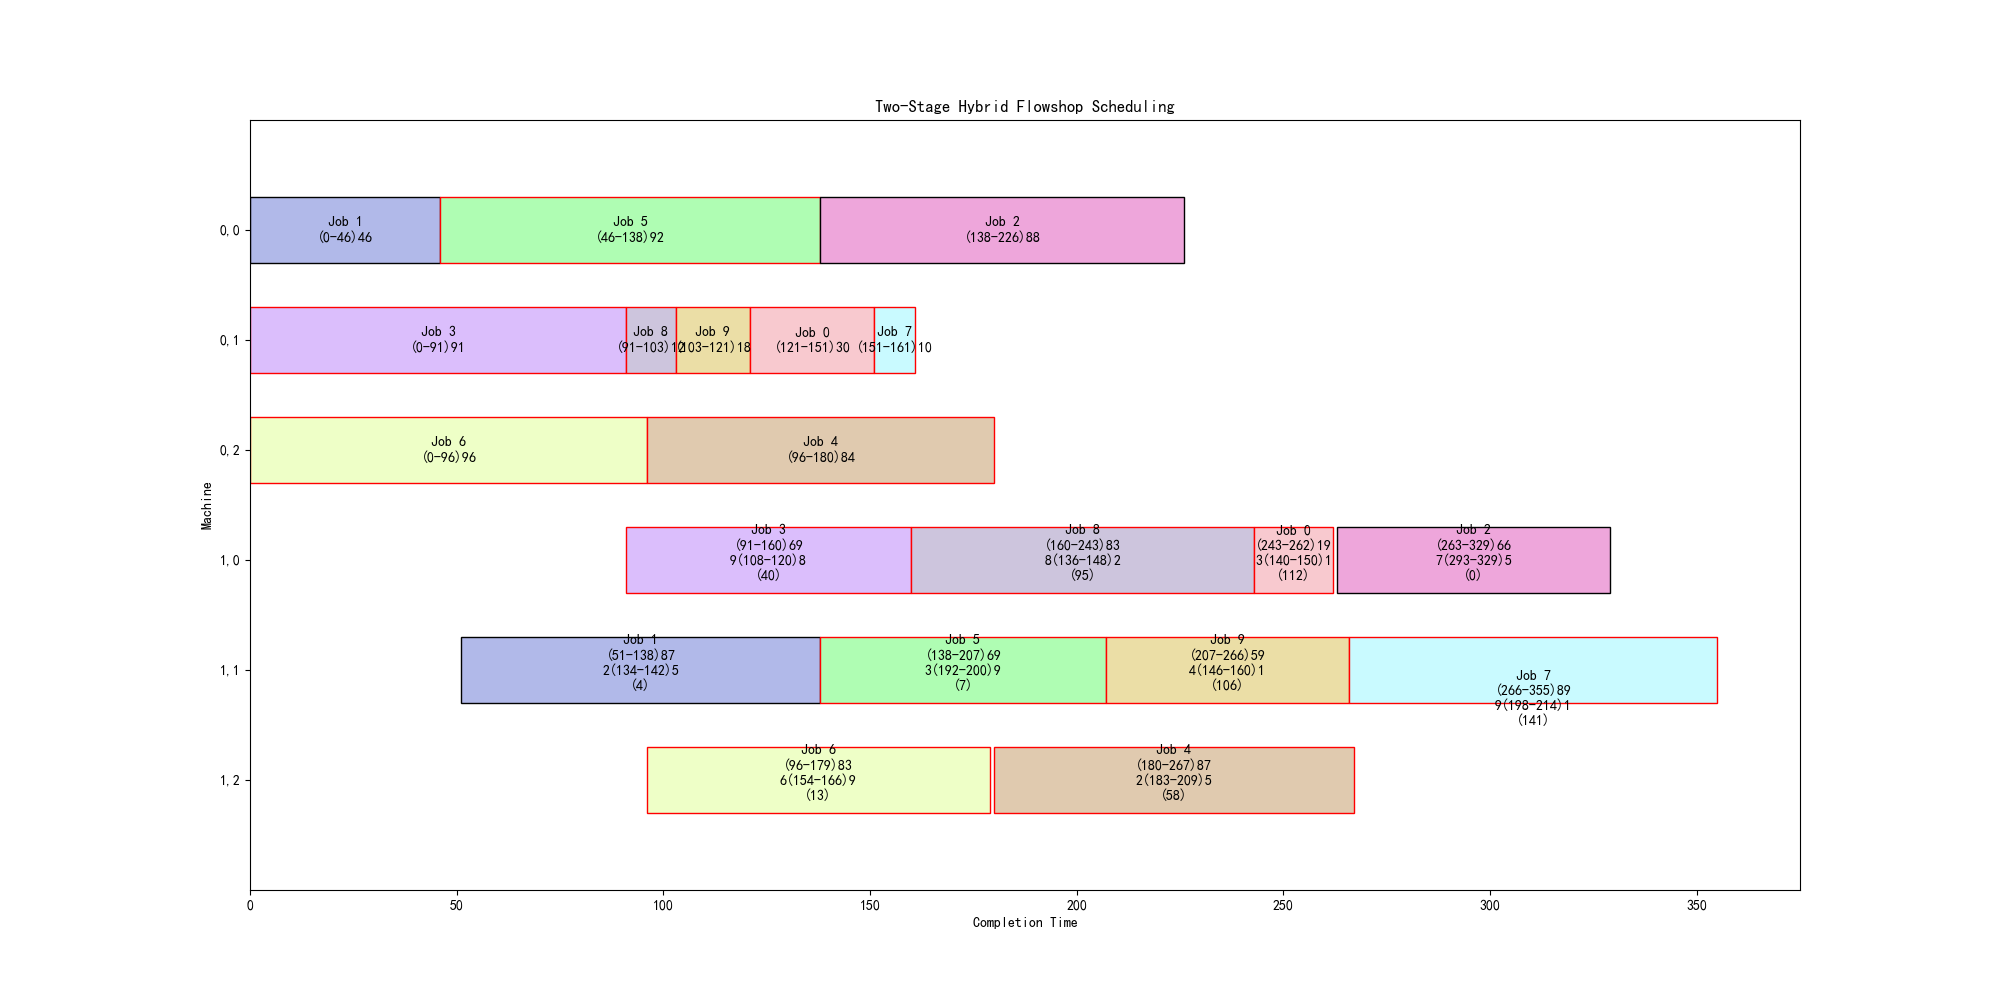 Two-Stage Hybrid Flowshop Scheduling
0,0
Job 1
(0-46)46
Job 5
(46-138)92
Job 2
(138-226)88
0,1
Job 3
(0-91)91
Job 8
(91-103)12
Job 9
(103-121)18
Job 0
(121-151)30
Job 7
(151-161)10
0,2
Job 6
(0-96)96
Job 4
(96-180)84
Machine
1,0
Job 3
(91-160)69
9(108-120)8
(40)
Job 8
(160-243)83
8(136-148)2
(95)
Job 0
(243-262)19
3(140-150)1
(112)
Job 2
(263-329)66
7(293-329)5
(0)
1,1
Job 1
(51-138)87
2(134-142)5
(4)
Job 5
(138-207)69
3(192-200)9
(7)
Job 9
(207-266)59
4(146-160)1
(106)
Job 7
(266-355)89
9(198-214)1
(141)
1,2
Job 6
(96-179)83
6(154-166)9
(13)
Job 4
(180-267)87
2(183-209)5
(58)
0 50 100 150 200 250 300 350
Completion Time